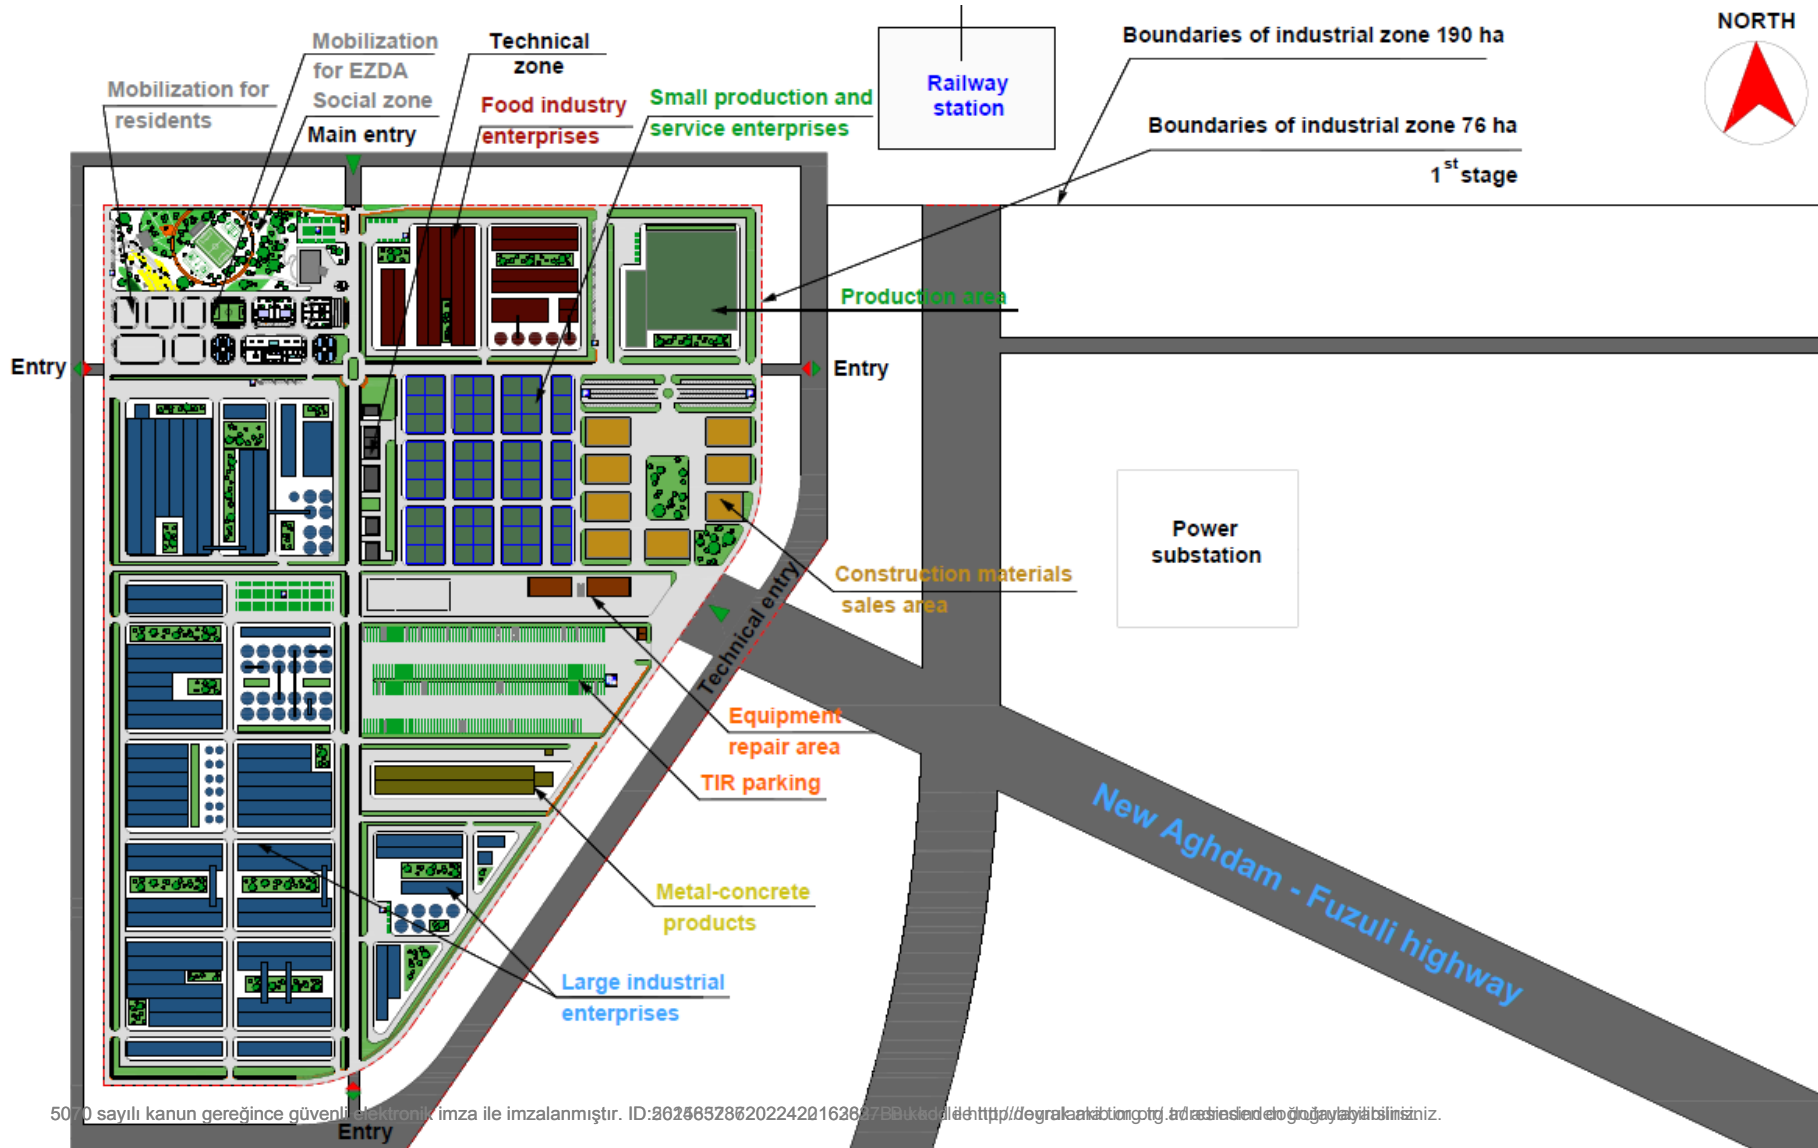 NORTH
Boundaries of industrial zone 190 ha
Mobilization
for EZDA
Social zone
Main entry
Technical
zone
Mobilization for
residents
Food industry
enterprises
Small production and
service enterprises
Railway
station
Boundaries of industrial zone 76 ha
1st stage
Production area
Entry
Entry
Power
substation
Construction materials
sales area
Technical entry
Equipment
repair area
TIR parking
New Aghdam - Fuzuli highway
Metal-concrete
products
Large industrial
enterprises
5070 sayılı kanun gereğince güvenli elektronik imza ile imzalanmıştır. ID:
Entry